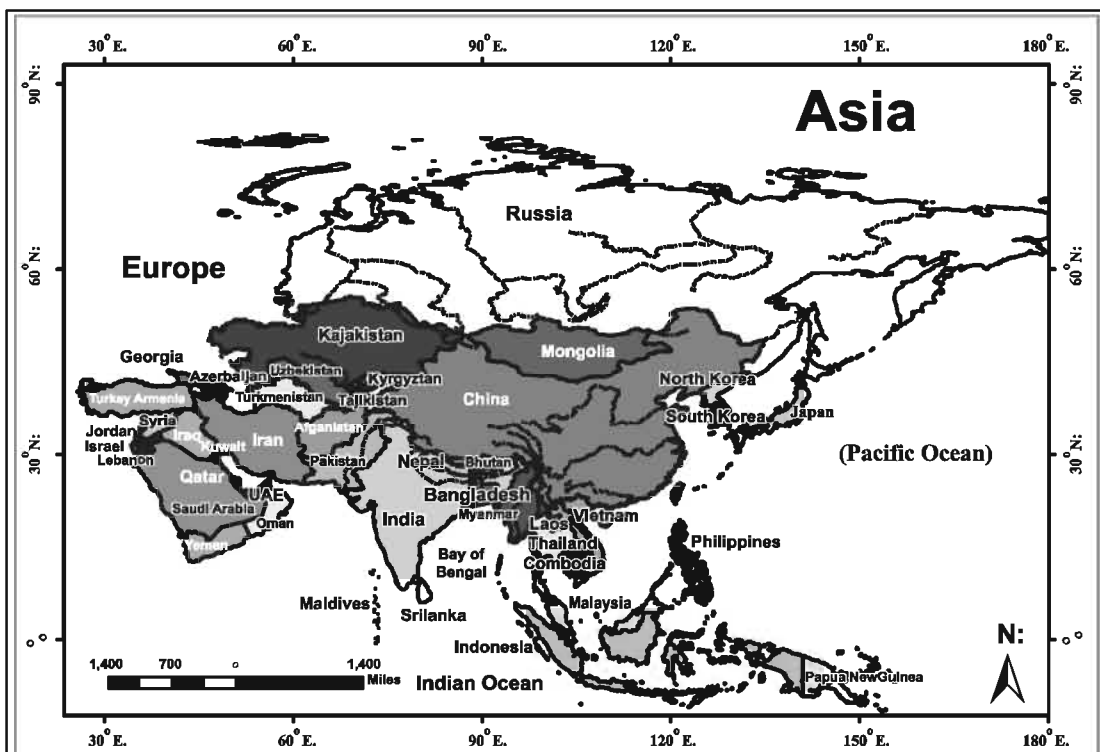 30° E. 60° E. 90° E. 120° E. 150° E. 180° E.
90° N: 90° N:
Asia
Russia
Europe
60° N: 60° N:
Kajakistan
Mongolia
Georgia
Azerbaijan Uzbekistan
Kyrgyztan
North Korea
Turkey Armenia Turkmenistan Tajikistan China
South Korea Japan
Syria
Jordan Iraq Kuwait Iran Afganistan
Israel
Lebanon Pakistan Nepal Bhutan (Pacific Ocean)
30° N: 30° N:
Qatar
UAE Bangladesh
Saudi Arabia Oman India Myanmar Vietnam
Laos
Yemen Thailand Philippines
Bay of Combodia
Bengal
Maldives Srilanka Malaysia
Indonesia N:
0° 0°
1,400 700 0 1,400
Miles Indian Ocean Papua NewGuinea
30° E. 60° E. 90° E. 120° E. 150° E. 180° E.